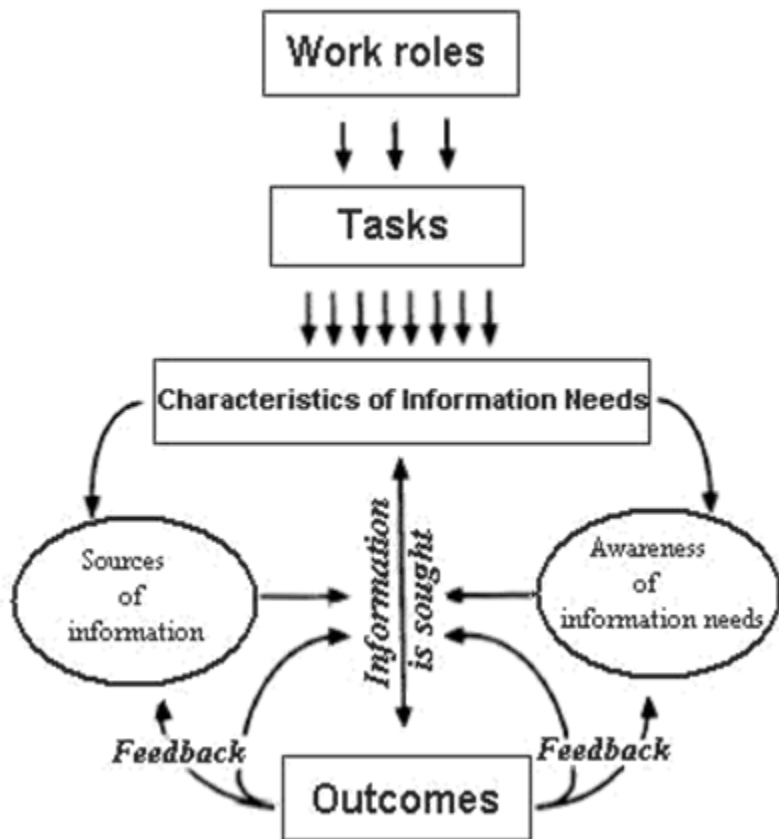 Work roles
Tasks
Characteristics of Information Needs
Sources
of
information
Information
is sought
Awareness
of
information needs
Feedback
Feedback
Outcomes